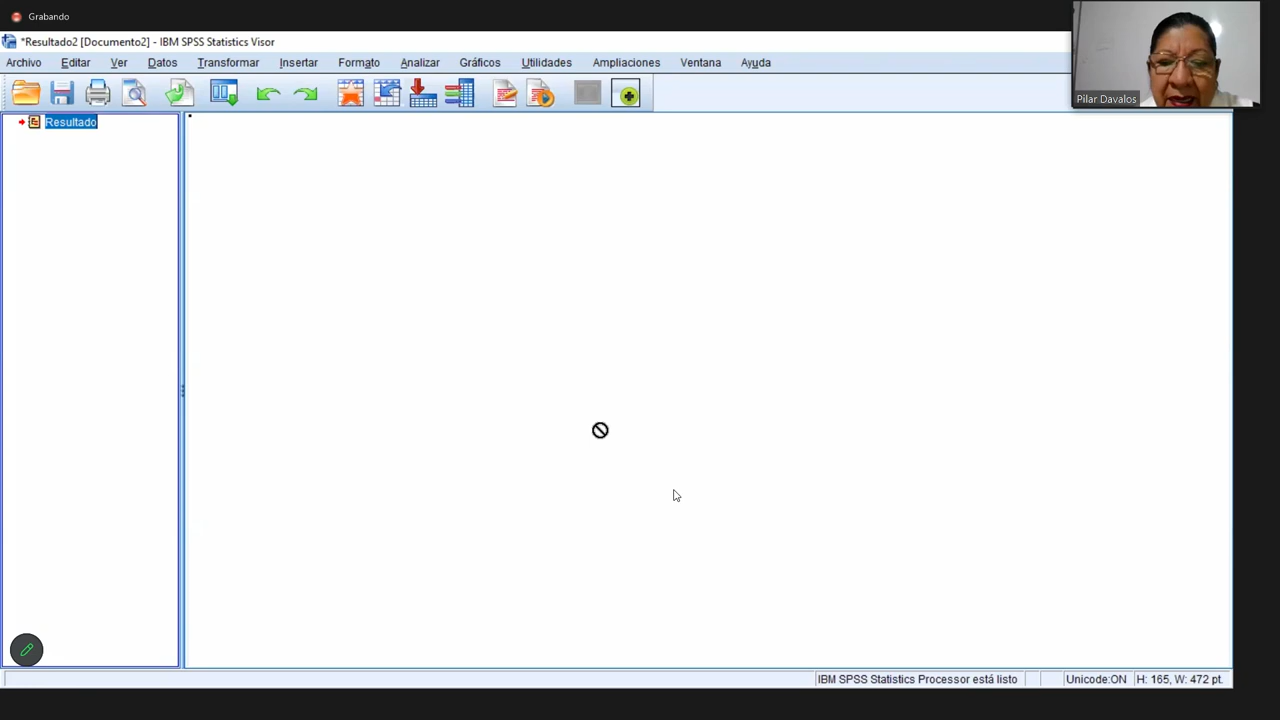 Grabando
*Resultado2 [Documento2] - IBM SPSS Statistics Visor
Archivo Editar Ver Datos Transformar Insertar Formato Analizar Gráficos Utilidades Ampliaciones Ventana Ayuda
Pilar Davalos
Resultado
IBM SPSS Statistics Processor está listo Unicode:ON H: 165, W: 472 pt.